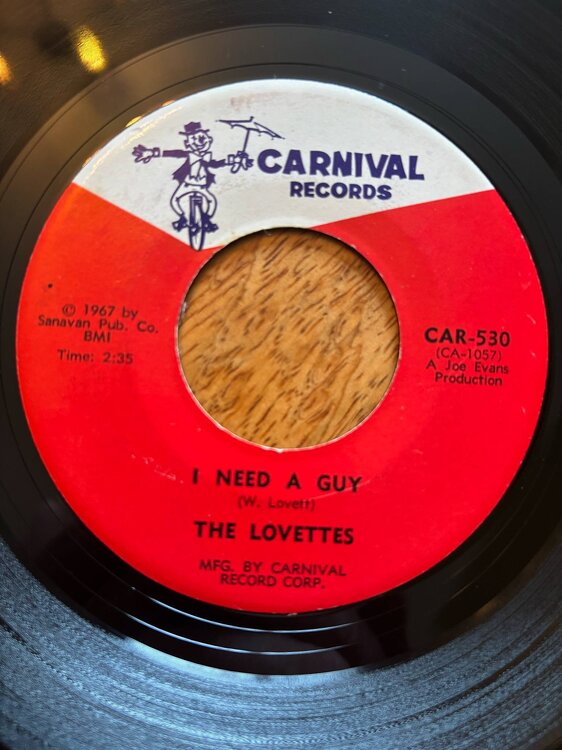 CARNIVAL
RECORDS
© 1967 by
Sanavan Pub. Co.
BMI
Time: 2:35
CAR-530
(CA-1057)
A Joe Evans
Production
I NEED A GUY
(W. Lovett)
THE LOVETTES
MFG. BY CARNIVAL
RECORD CORP.